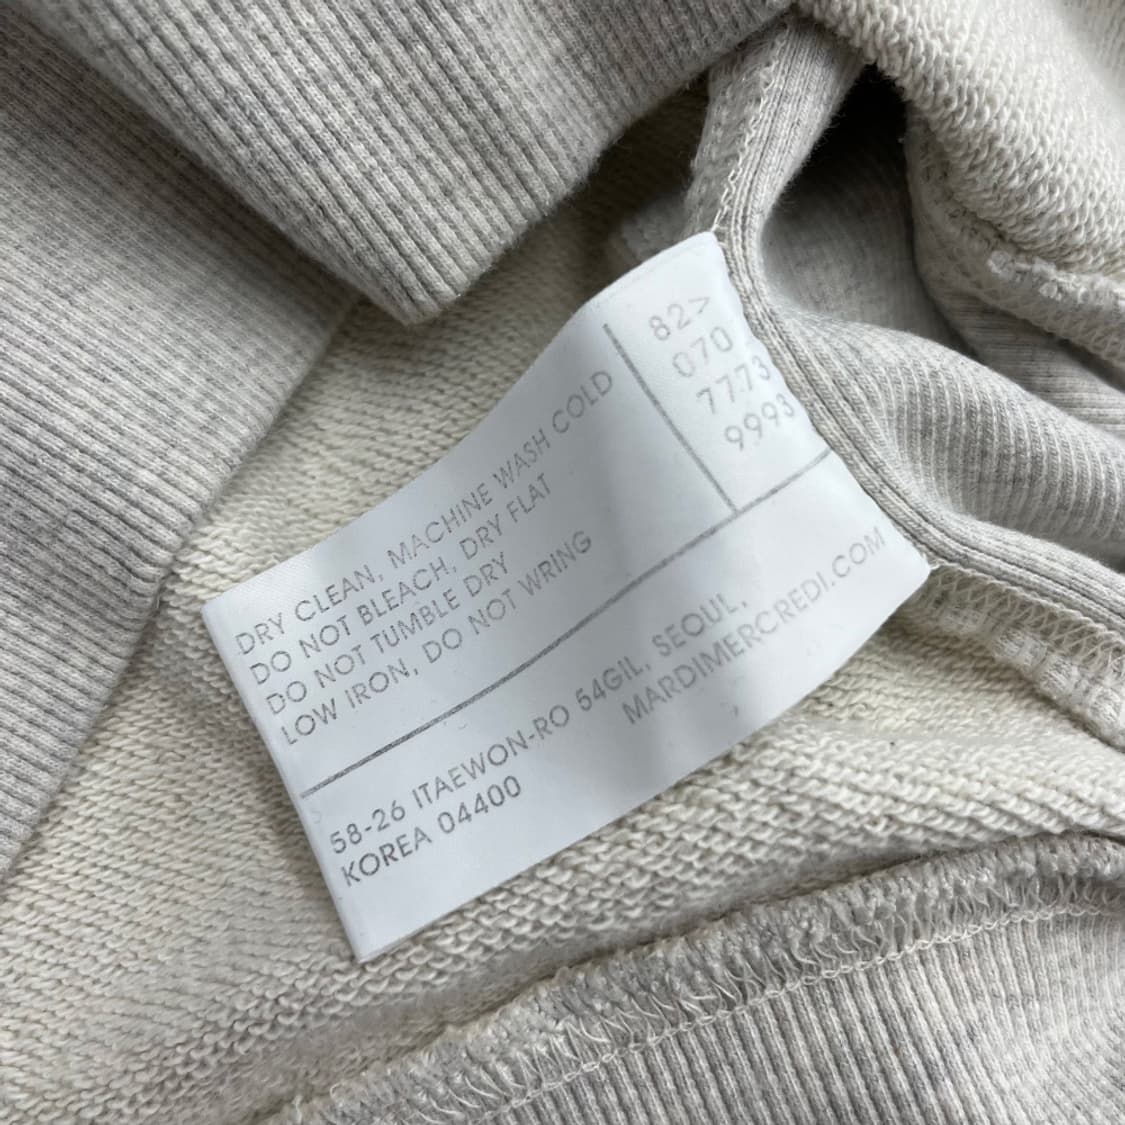 DRY CLEAN, MACHINE WASH COLD
DO NOT BLEACH, DRY FLAT
DO NOT TUMBLE DRY
LOW IRON, DO NOT WRING
82>
070
7773
9993
58-26 ITAEWON-RO 54GIL, SEOUL,
KOREA 04400
MARDIMERCREDI.COM